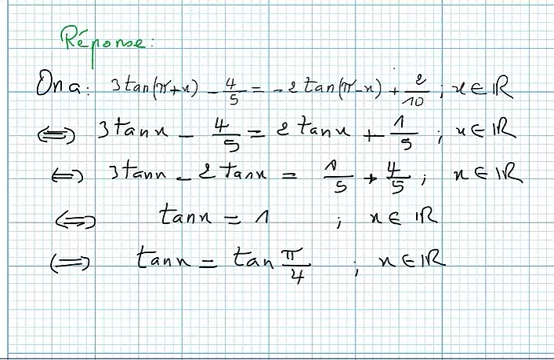 Réponse:
On a: 3tan(π+x) - 4/5 = -2tan(π-x) + 2/10 ; x∈ℝ
⟺ 3tanx - 4/5 = 2tanx + 1/5 ; x∈ℝ
⟺ 3tanx - 2tanx = 1/5 + 4/5 ; x∈ℝ
⟺ tanx = 1 ; x∈ℝ
⟺ tanx = tan π/4 ; x∈ℝ